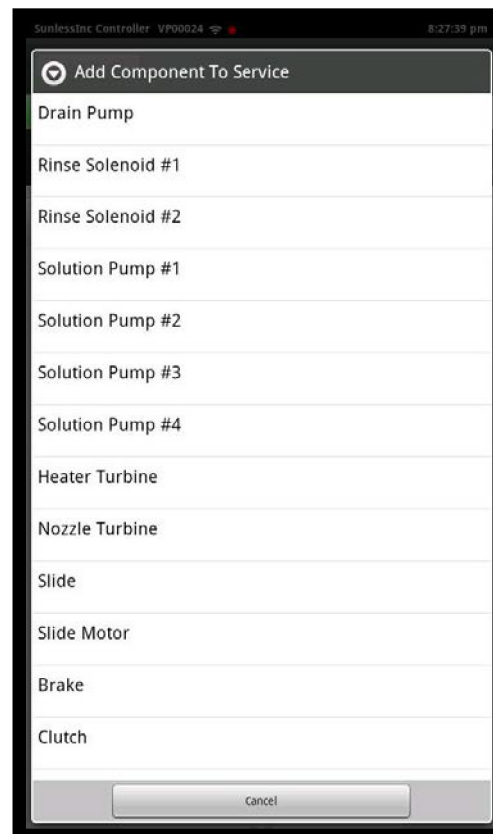 SunlessInc Controller VP00024 8:27:39 pm
Add Component To Service
Drain Pump
Rinse Solenoid #1
Rinse Solenoid #2
Solution Pump #1
Solution Pump #2
Solution Pump #3
Solution Pump #4
Heater Turbine
Nozzle Turbine
Slide
Slide Motor
Brake
Clutch
Cancel